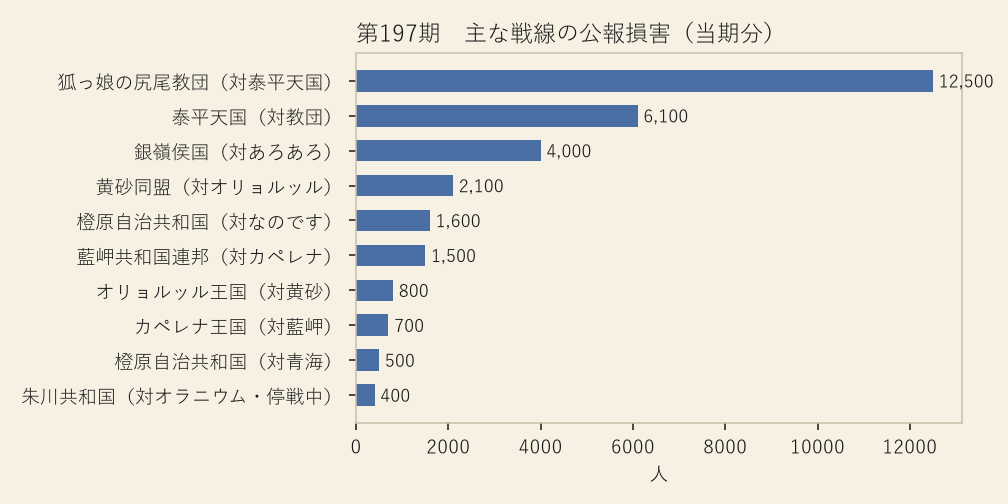 第197期　主な戦線の公報損害（当期分）
狐っ娘の尻尾教団（対泰平天国） 12,500
泰平天国（対教団） 6,100
銀嶺侯国（対あろあろ） 4,000
黄砂同盟（対オリョルッル） 2,100
橙原自治共和国（対なのです） 1,600
藍岬共和国連邦（対カペレナ） 1,500
オリョルッル王国（対黄砂） 800
カペレナ王国（対藍岬） 700
橙原自治共和国（対青海） 500
朱川共和国（対オラニウム・停戦中） 400
0 2000 4000 6000 8000 10000 12000
人